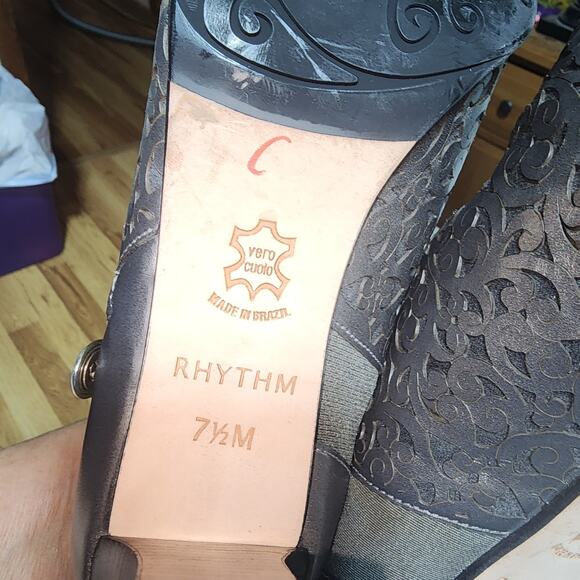 C
vero
cuoio
MADE IN BRAZIL
RHYTHM
7½M